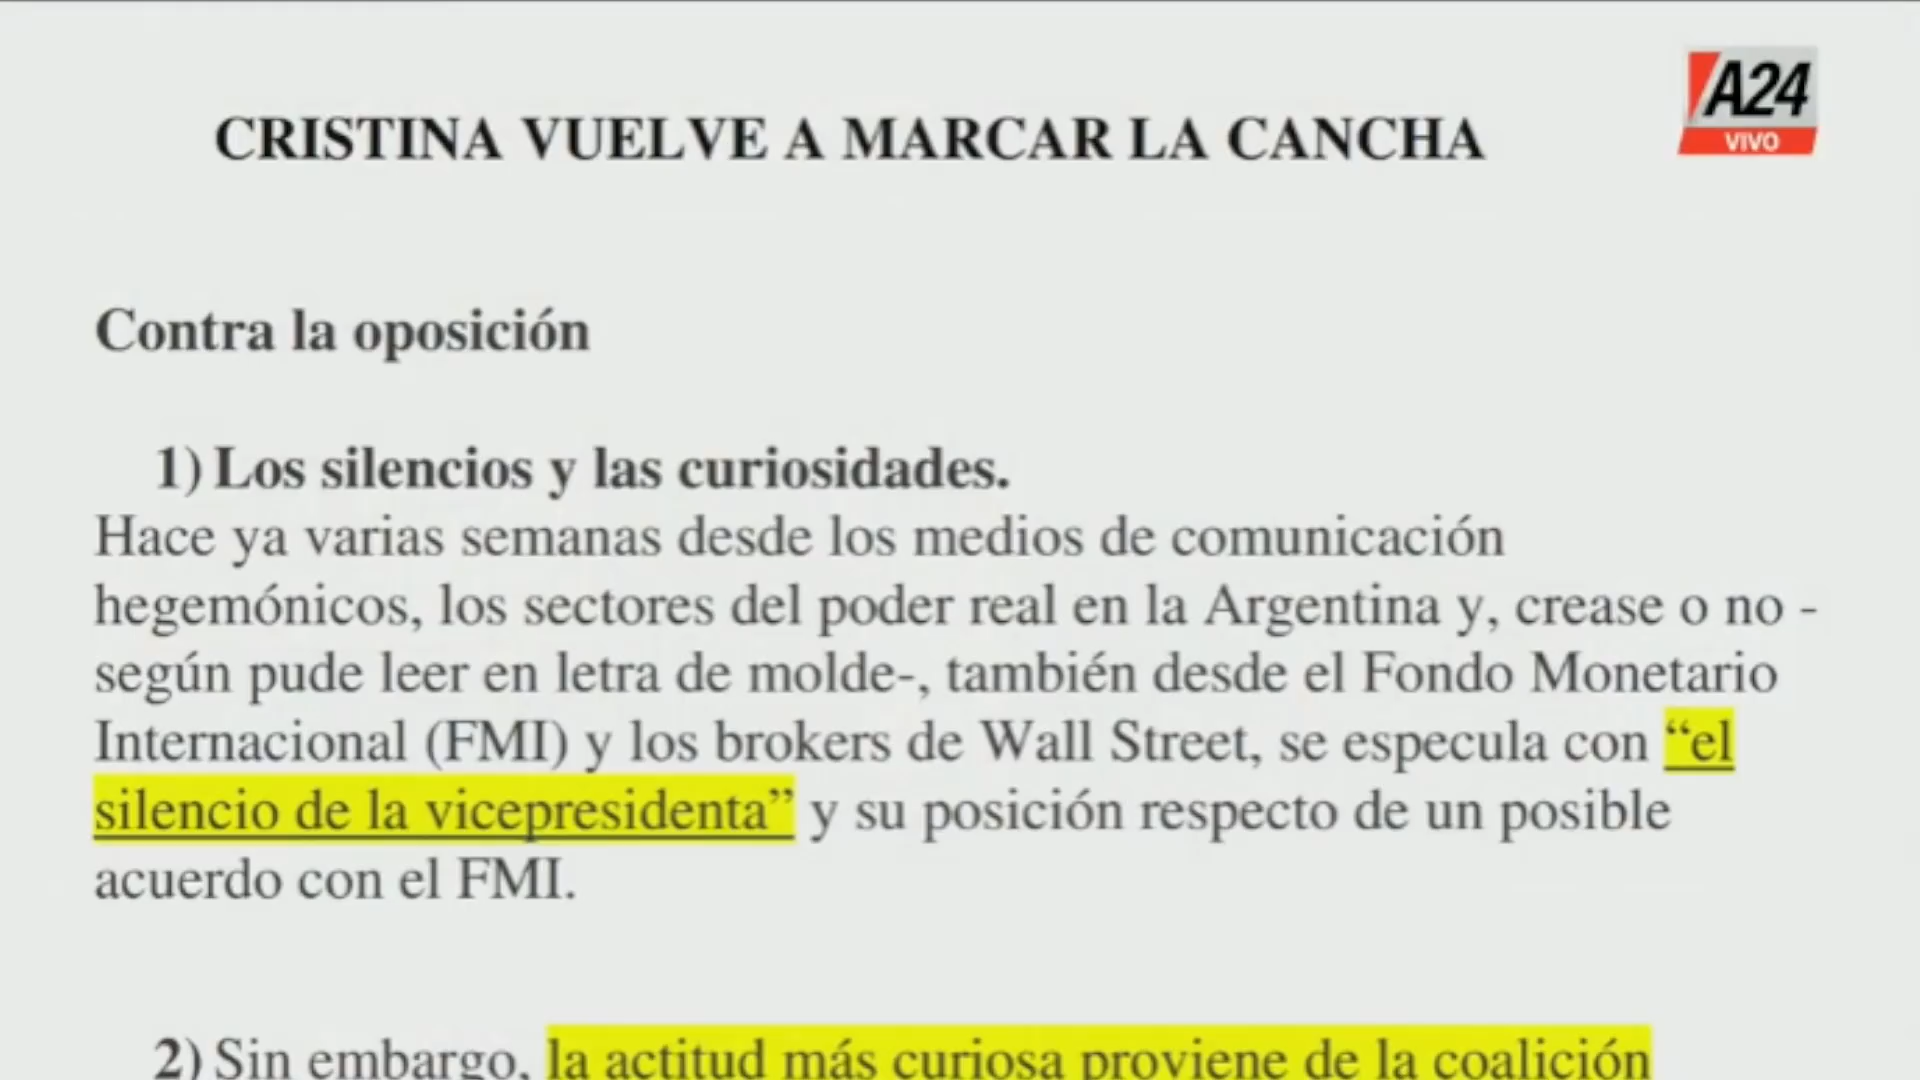 A24
VIVO
CRISTINA VUELVE A MARCAR LA CANCHA
Contra la oposición
1) Los silencios y las curiosidades.
Hace ya varias semanas desde los medios de comunicación
hegemónicos, los sectores del poder real en la Argentina y, crease o no -
según pude leer en letra de molde-, también desde el Fondo Monetario
Internacional (FMI) y los brokers de Wall Street, se especula con “el
silencio de la vicepresidenta” y su posición respecto de un posible
acuerdo con el FMI.
2) Sin embargo, la actitud más curiosa proviene de la coalición